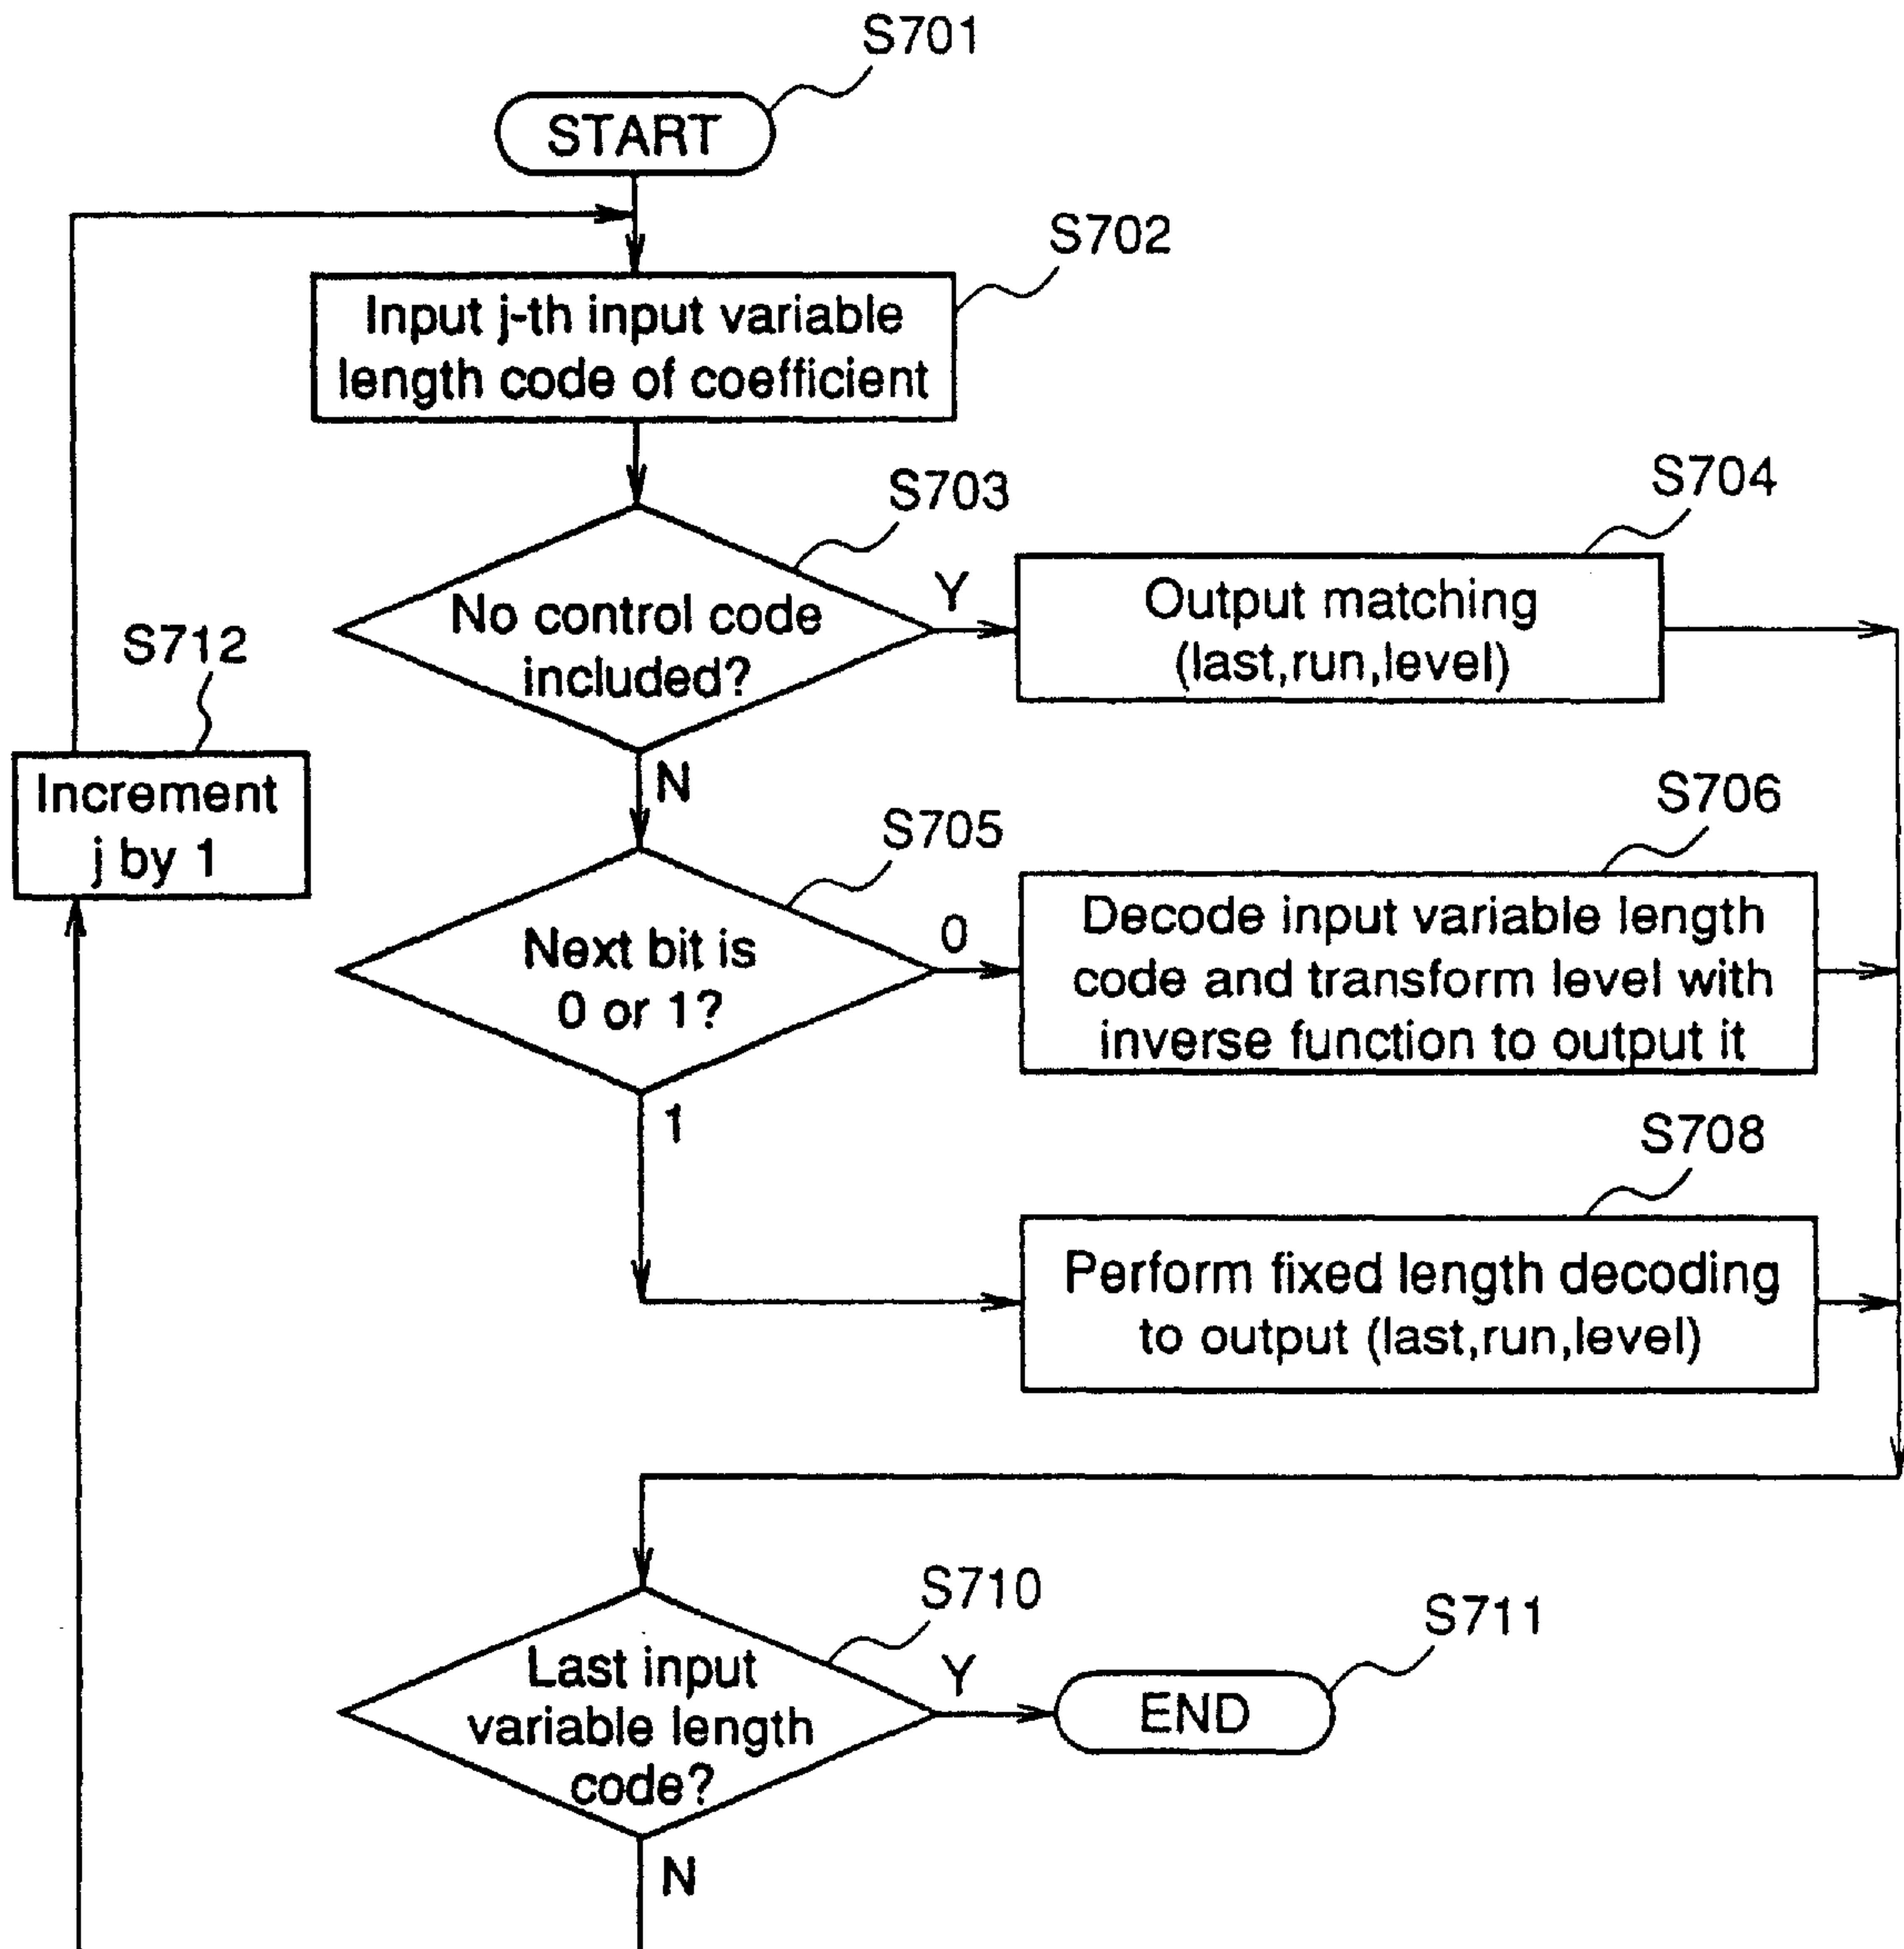 S701
START
S702
Input j-th input variable
length code of coefficient
S703
No control code
included?
Y
N
S704
Output matching
(last,run,level)
S712
Increment
j by 1
S705
Next bit is
0 or 1?
0
1
S706
Decode input variable length
code and transform level with
inverse function to output it
S708
Perform fixed length decoding
to output (last,run,level)
S710
Last input
variable length
code?
Y
N
S711
END